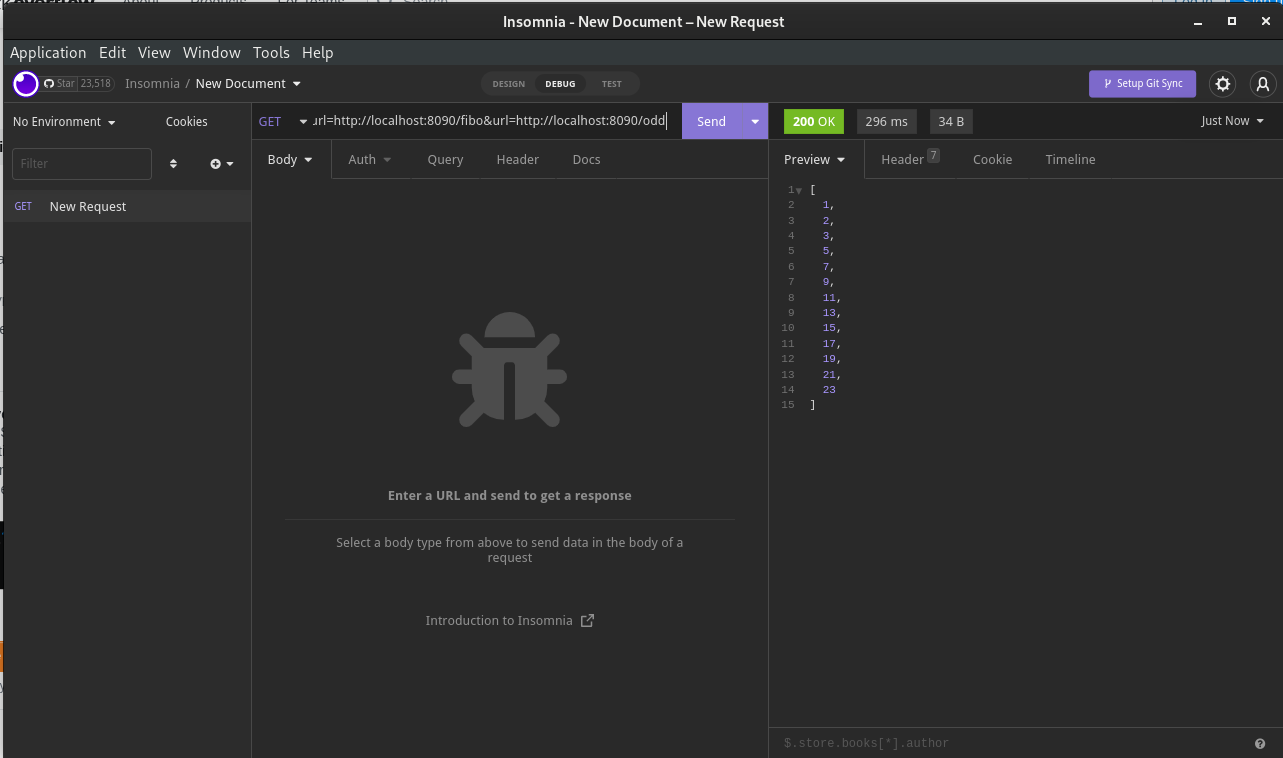 Insomnia - New Document – New Request
Application Edit View Window Tools Help
Star 23,518 Insomnia / New Document DESIGN DEBUG TEST Setup Git Sync
No Environment Cookies GET url=http://localhost:8090/fibo&url=http://localhost:8090/odd Send 200 OK 296 ms 34 B Just Now
Filter Body Auth Query Header Docs Preview Header 7 Cookie Timeline
GET New Request
1 [
2 1,
3 2,
4 3,
5 5,
6 7,
7 9,
8 11,
9 13,
10 15,
11 17,
12 19,
13 21,
14 23
15 ]
Enter a URL and send to get a response
Select a body type from above to send data in the body of a
request
Introduction to Insomnia
$.store.books[*].author